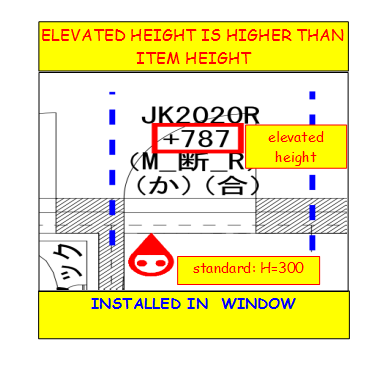 ELEVATED HEIGHT IS HIGHER THAN
ITEM HEIGHT
JK2020R
+787
elevated
height
(M_断_R)
(か)(合)
ック
standard: H=300
INSTALLED IN WINDOW